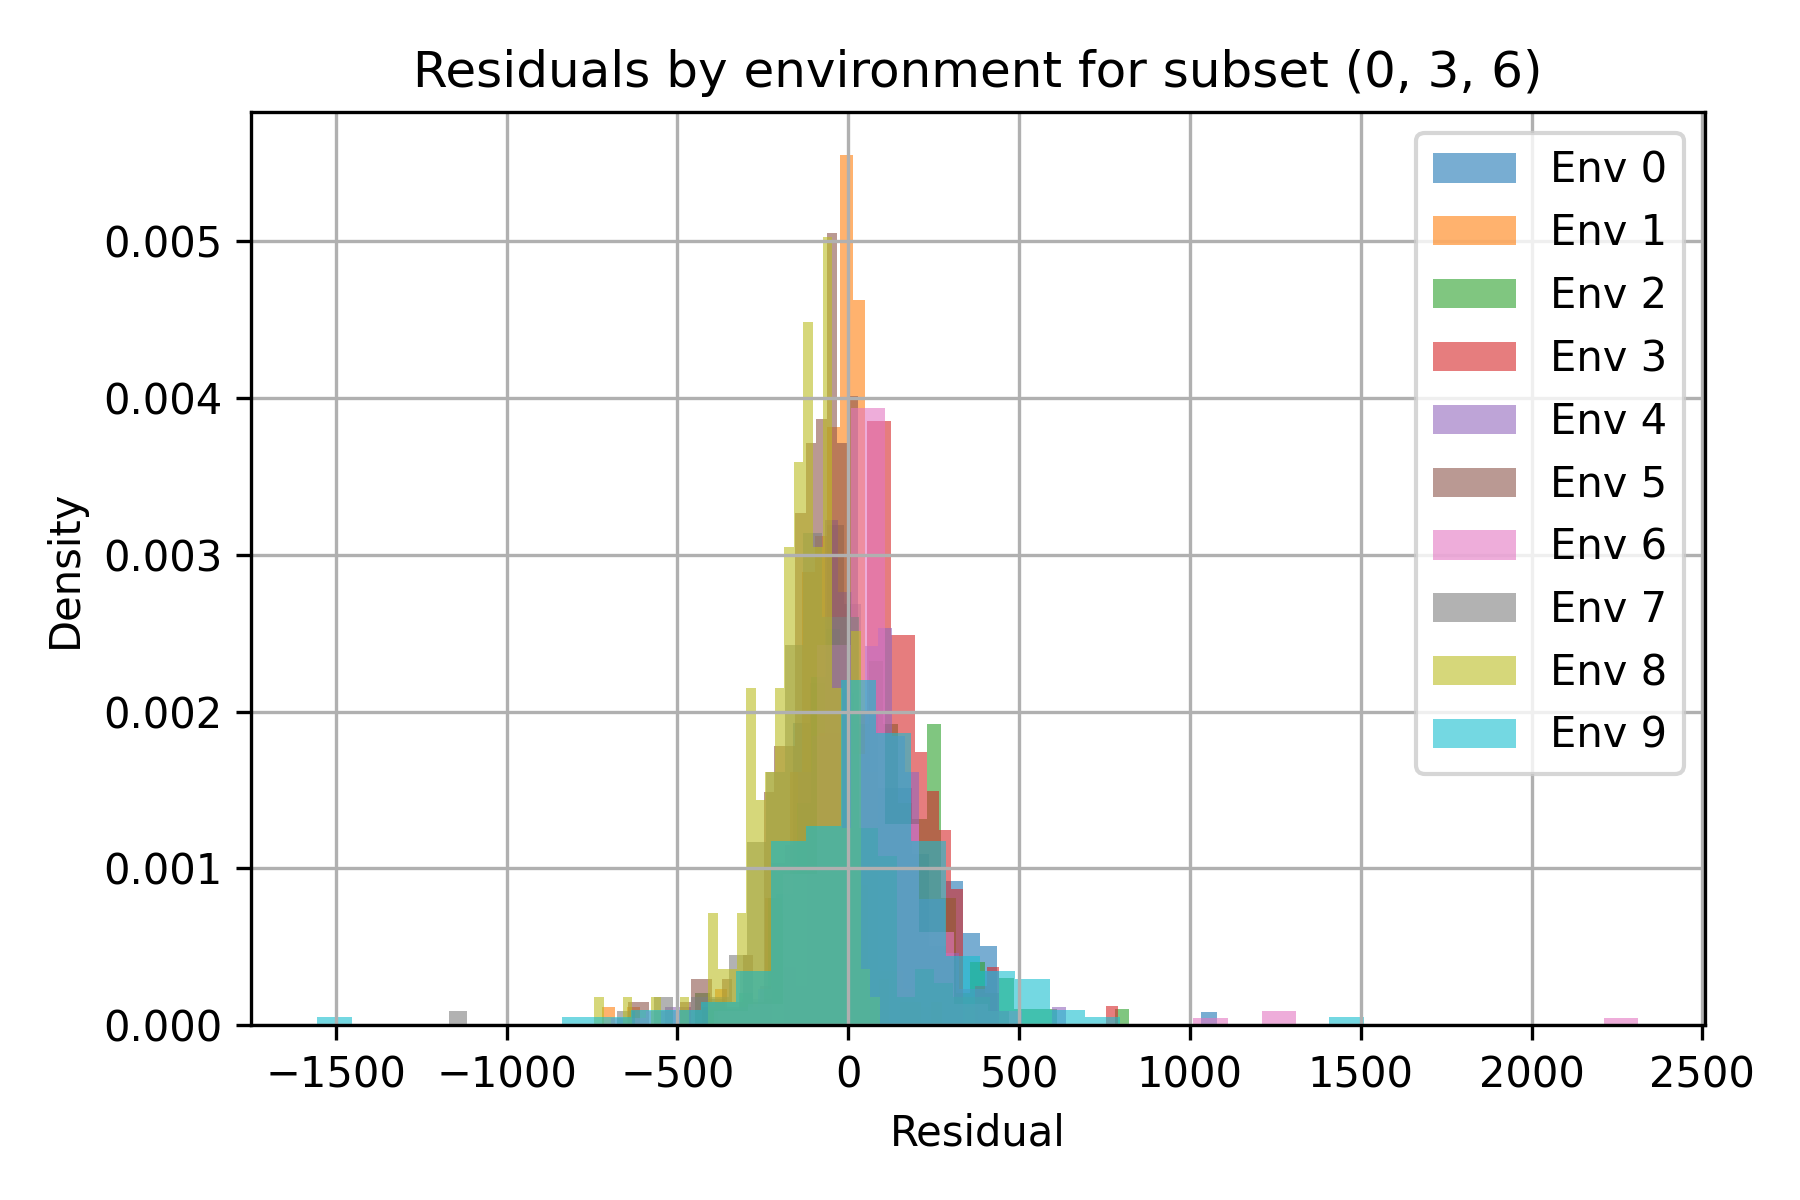 Residuals by environment for subset (0, 3, 6)
Env 0
Env 1
Env 2
Env 3
Env 4
Env 5
Env 6
Env 7
Env 8
Env 9
Density
0.005
0.004
0.003
0.002
0.001
0.000
−1500 −1000 −500 0 500 1000 1500 2000 2500
Residual